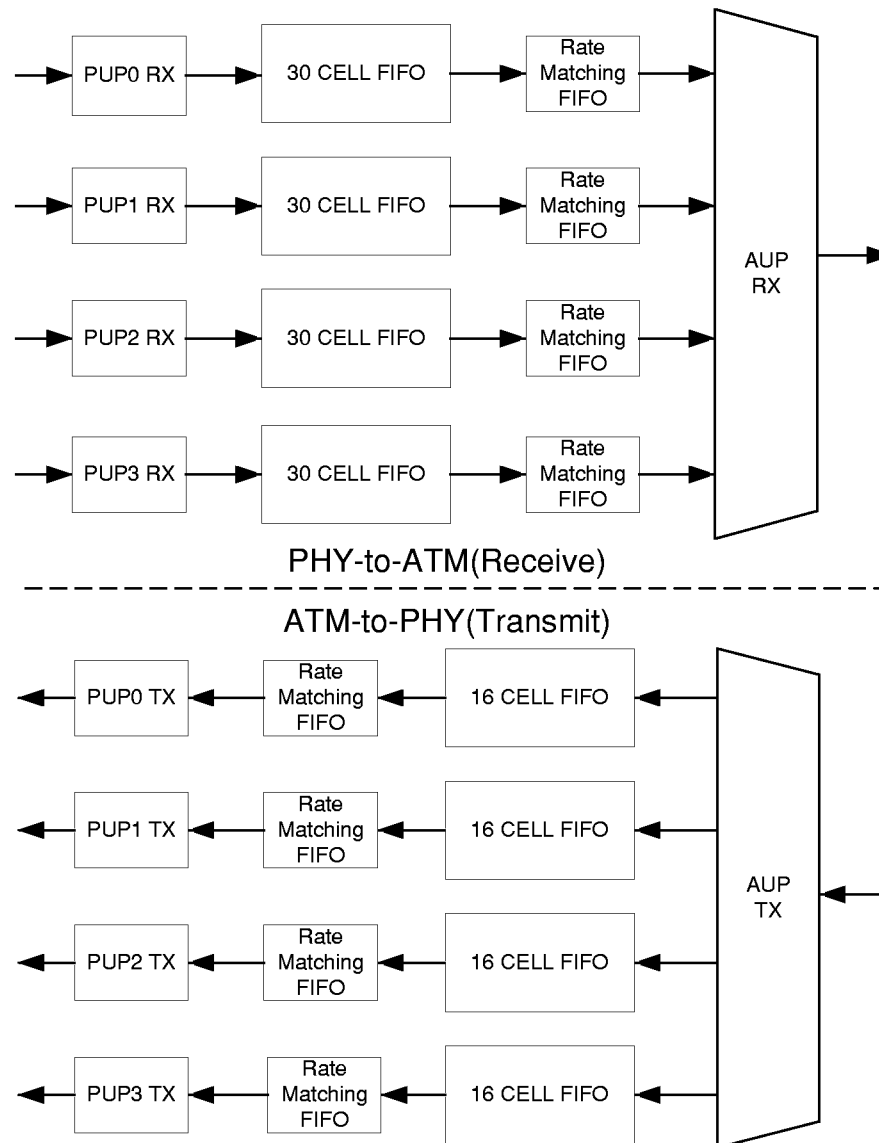 PUP0 RX
30 CELL FIFO
Rate
Matching
FIFO
PUP1 RX
30 CELL FIFO
Rate
Matching
FIFO
AUP
RX
PUP2 RX
30 CELL FIFO
Rate
Matching
FIFO
PUP3 RX
30 CELL FIFO
Rate
Matching
FIFO
PHY-to-ATM(Receive)
ATM-to-PHY(Transmit)
PUP0 TX
Rate
Matching
FIFO
16 CELL FIFO
PUP1 TX
Rate
Matching
FIFO
16 CELL FIFO
AUP
TX
PUP2 TX
Rate
Matching
FIFO
16 CELL FIFO
PUP3 TX
Rate
Matching
FIFO
16 CELL FIFO